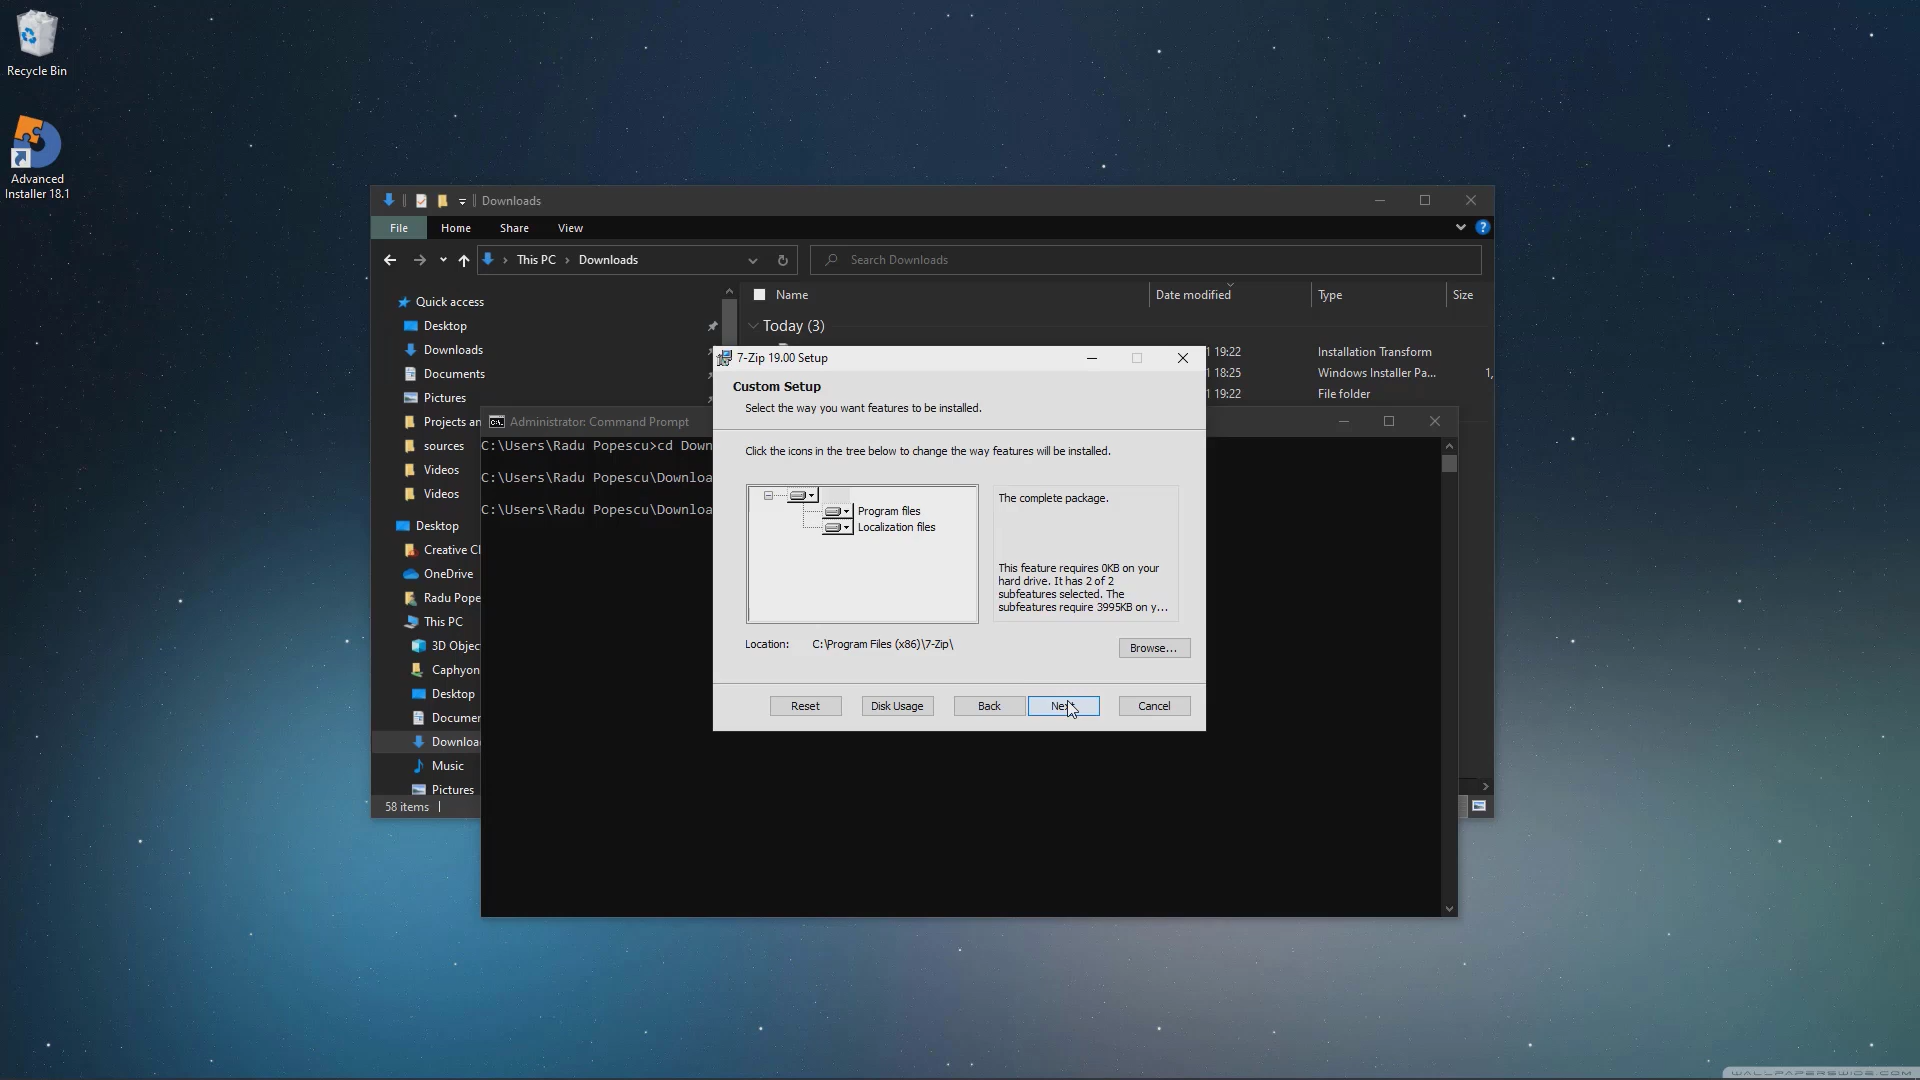 Recycle Bin
Advanced
Installer 18.1
Downloads
File
Home
Share
View
This PC
Downloads
Search Downloads
Name
Date modified
Type
Size
Quick access
Today (3)
Desktop
Downloads
Documents
Pictures
Projects an
sources
Videos
Videos
Desktop
Creative Cl
OneDrive
Radu Pope
This PC
3D Objec
Caphyon
Desktop
Documen
Downloa
Music
Pictures
58 items
1 19:22
Installation Transform
1 18:25
Windows Installer Pa...
1,
19:22
File folder
Administrator: Command Prompt
C:\Users\Radu Popescu>cd Down
C:\Users\Radu Popescu\Downloa
C:\Users\Radu Popescu\Downloa
7-Zip 19.00 Setup
Custom Setup
Select the way you want features to be installed.
Click the icons in the tree below to change the way features will be installed.
Program files
Localization files
The complete package.
This feature requires 0KB on your
hard drive. It has 2 of 2
subfeatures selected. The
subfeatures require 3995KB on y...
Location:
C:\Program Files (x86)\7-Zip\
Browse...
Reset
Disk Usage
Back
Next
Cancel
WALLPAPERSWIDE.COM